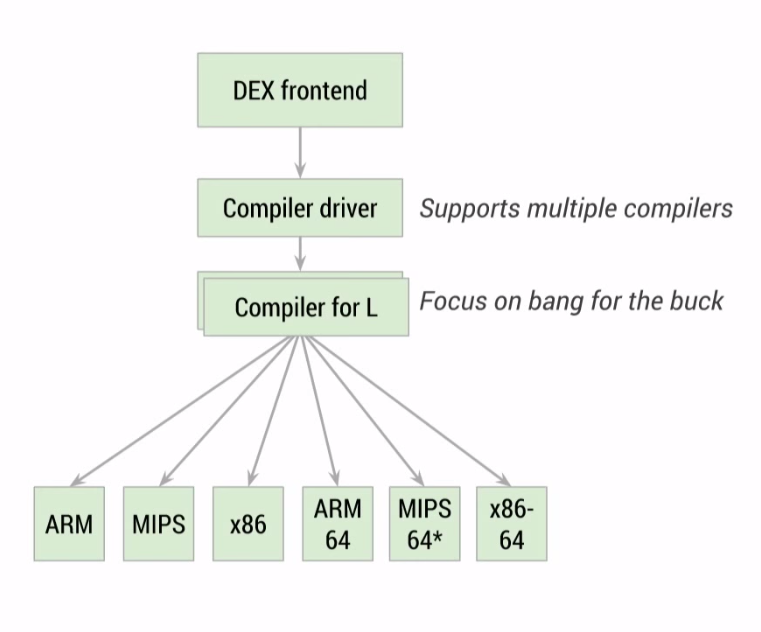 DEX frontend
Compiler driver
Supports multiple compilers
Compiler for L
Focus on bang for the buck
ARM
MIPS
x86
ARM
64
MIPS
64*
x86-
64